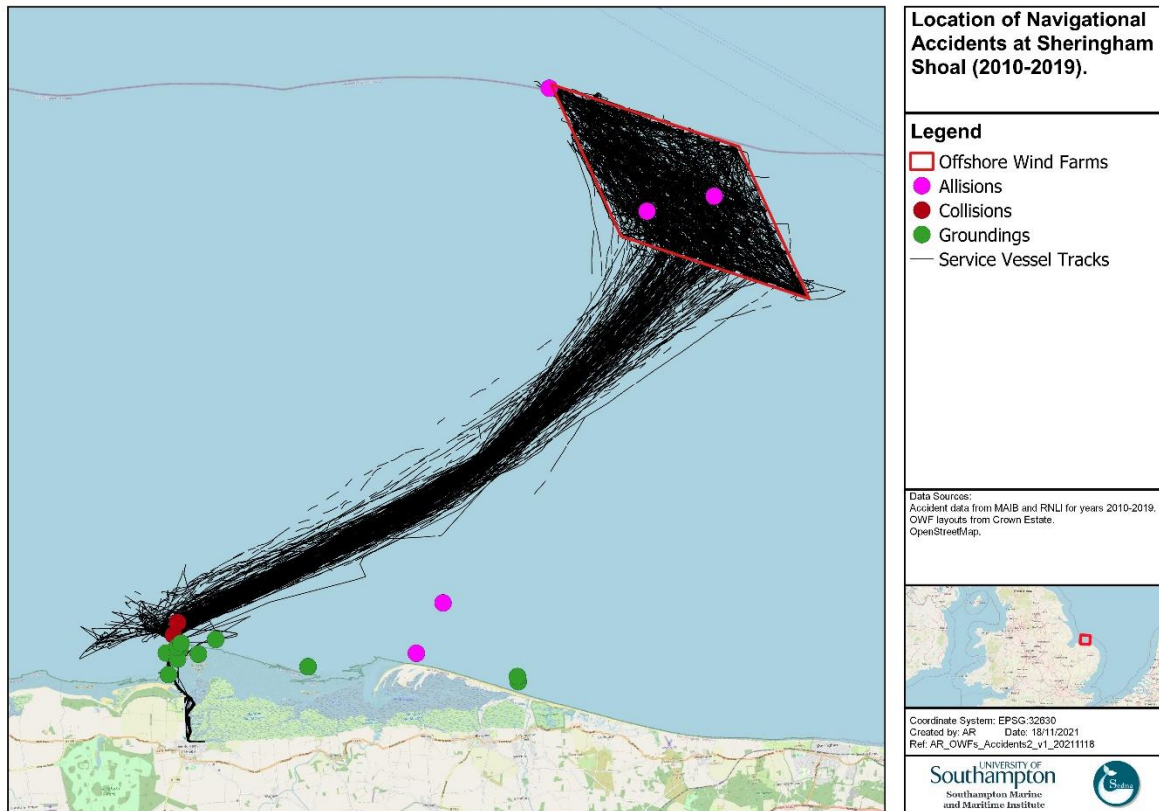 Location of Navigational
Accidents at Sheringham
Shoal (2010-2019).
Legend
Offshore Wind Farms
Allisions
Collisions
Groundings
Service Vessel Tracks
Data Sources:
Accident data from MAIB and RNLI for years 2010-2019.
OWF layouts from Crown Estate.
OpenStreetMap.
Coordinate System: EPSG:32630
Created by: AR Date: 18/11/2021
Ref: AR_OWFs_Accidents2_v1_20211118
UNIVERSITY OF
Southampton
Southampton Marine
and Maritime Institute
Sedna